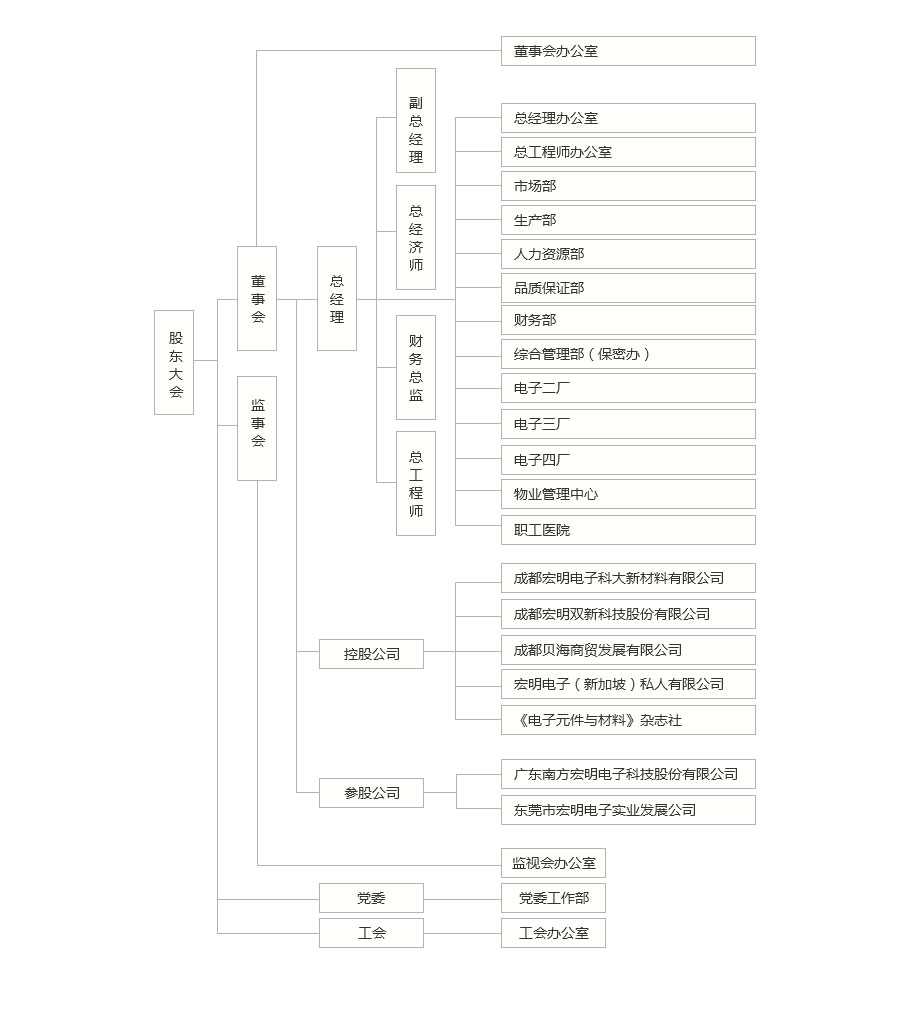 董事会办公室
副总经理
总经理办公室
总工程师办公室
市场部
总经济师
生产部
人力资源部
董事会
总经理
品质保证部
股东大会
财务部
财务总监
综合管理部（保密办）
监事会
电子二厂
电子三厂
总工程师
电子四厂
物业管理中心
职工医院
成都宏明电子科大新材料有限公司
成都宏明双新科技股份有限公司
控股公司
成都贝海商贸发展有限公司
宏明电子（新加坡）私人有限公司
《电子元件与材料》杂志社
广东南方宏明电子科技股份有限公司
参股公司
东莞市宏明电子实业发展公司
监视会办公室
党委
党委工作部
工会
工会办公室